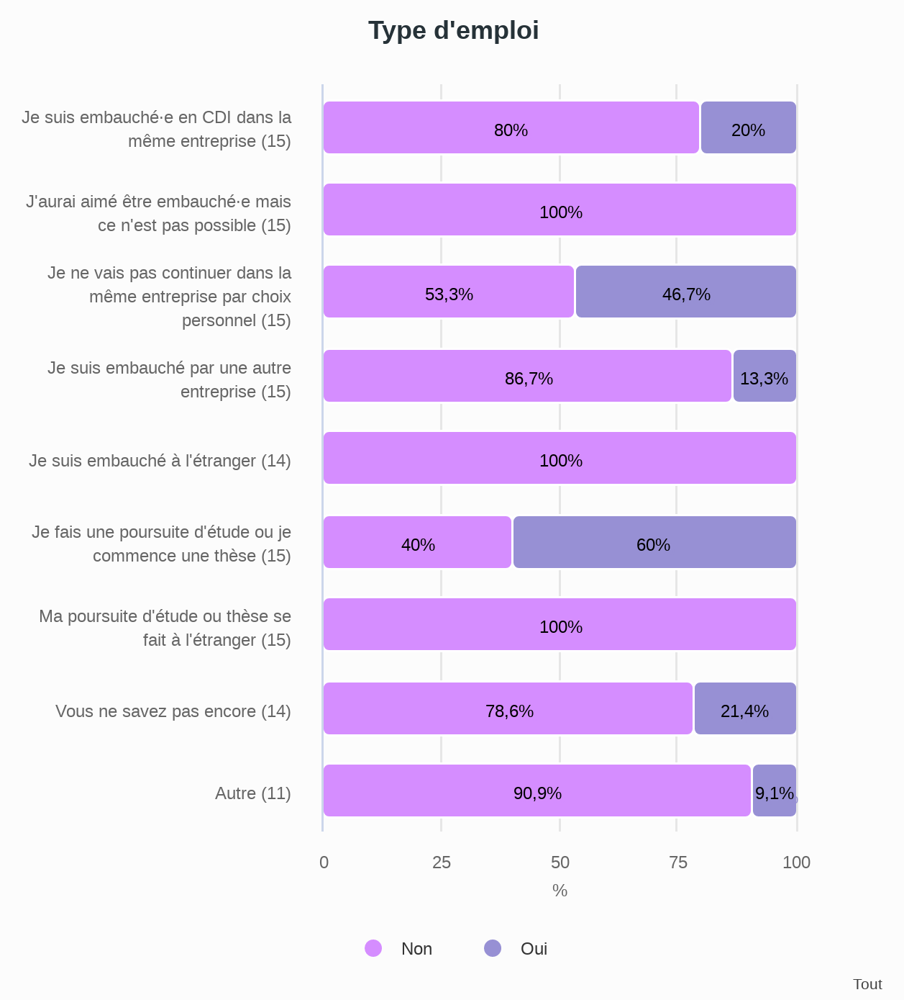 Type d'emploi
Je suis embauché·e en CDI dans la
même entreprise (15)
80%
20%
J'aurai aimé être embauché·e mais
ce n'est pas possible (15)
100%
Je ne vais pas continuer dans la
même entreprise par choix
personnel (15)
53,3%
46,7%
Je suis embauché par une autre
entreprise (15)
86,7%
13,3%
Je suis embauché à l'étranger (14)
100%
Je fais une poursuite d'étude ou je
commence une thèse (15)
40%
60%
Ma poursuite d'étude ou thèse se
fait à l'étranger (15)
100%
Vous ne savez pas encore (14)
78,6%
21,4%
Autre (11)
90,9%
9,1%
0
25
50
75
100
%
Non
Oui
Tout